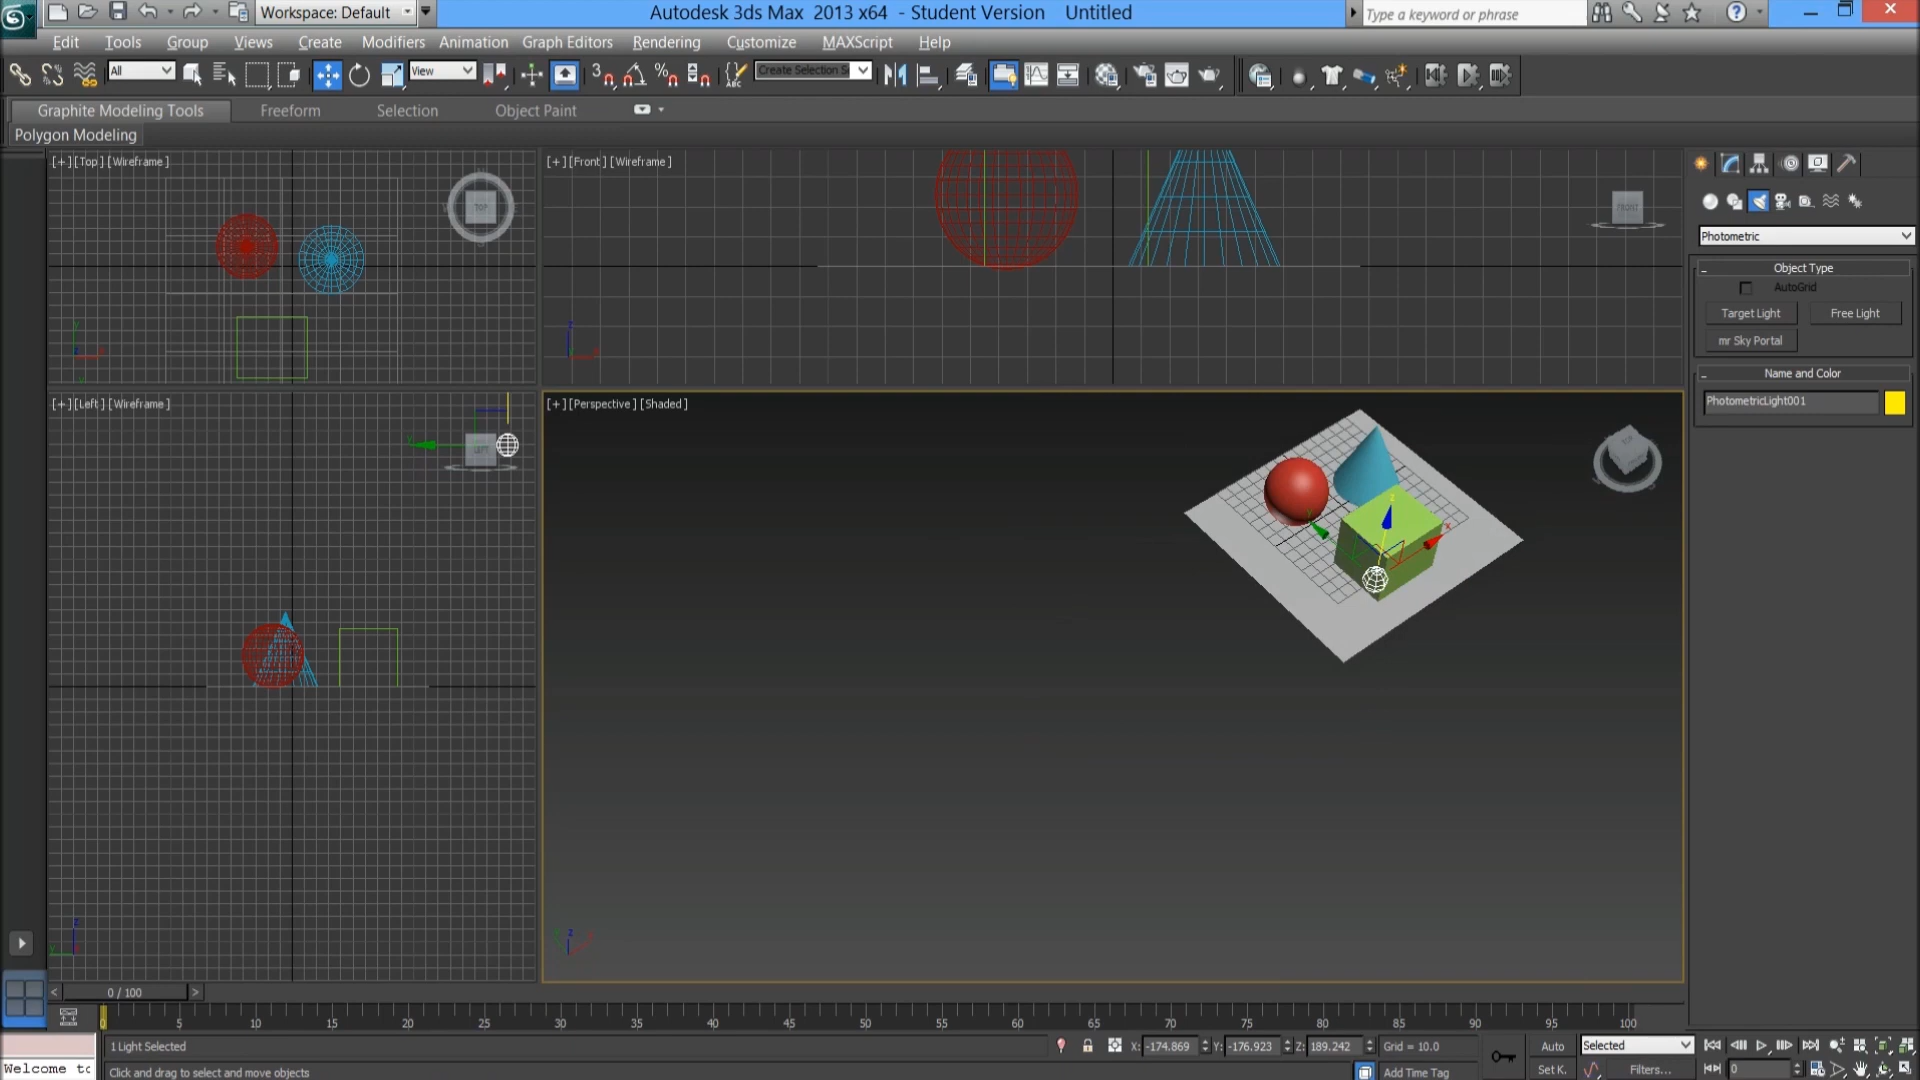 Workspace: Default
Autodesk 3ds Max 2013 x64 - Student Version Untitled
Type a keyword or phrase
Edit Tools Group Views Create Modifiers Animation Graph Editors Rendering Customize MAXScript Help
All
View
3
%
ABC
Create Selection S
Graphite Modeling Tools Freeform Selection Object Paint
Polygon Modeling
[+][Top][Wireframe]
TOP
[+][Front][Wireframe]
FRONT
[+][Left][Wireframe]
LEFT
[+][Perspective][Shaded]
Photometric
Object Type
AutoGrid
Target Light Free Light
mr Sky Portal
Name and Color
PhotometricLight001
< 0 / 100 >
0 5 10 15 20 25 30 35 40 45 50 55 60 65 70 75 80 85 90 95 100
1 Light Selected
X: -174.869 Y: -176.923 Z: 189.242 Grid = 10.0
Auto Selected
Welcome to
Click and drag to select and move objects
Add Time Tag
Set K. Filters... 0